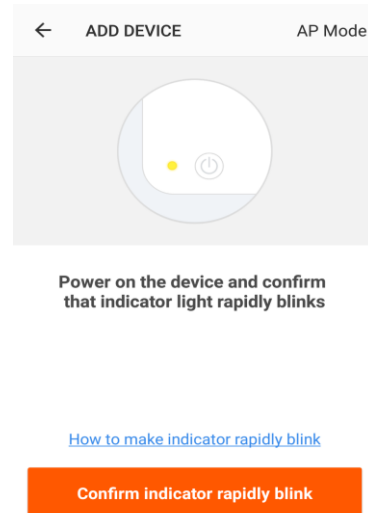 ADD DEVICE AP Mode
Power on the device and confirm
that indicator light rapidly blinks
How to make indicator rapidly blink
Confirm indicator rapidly blink